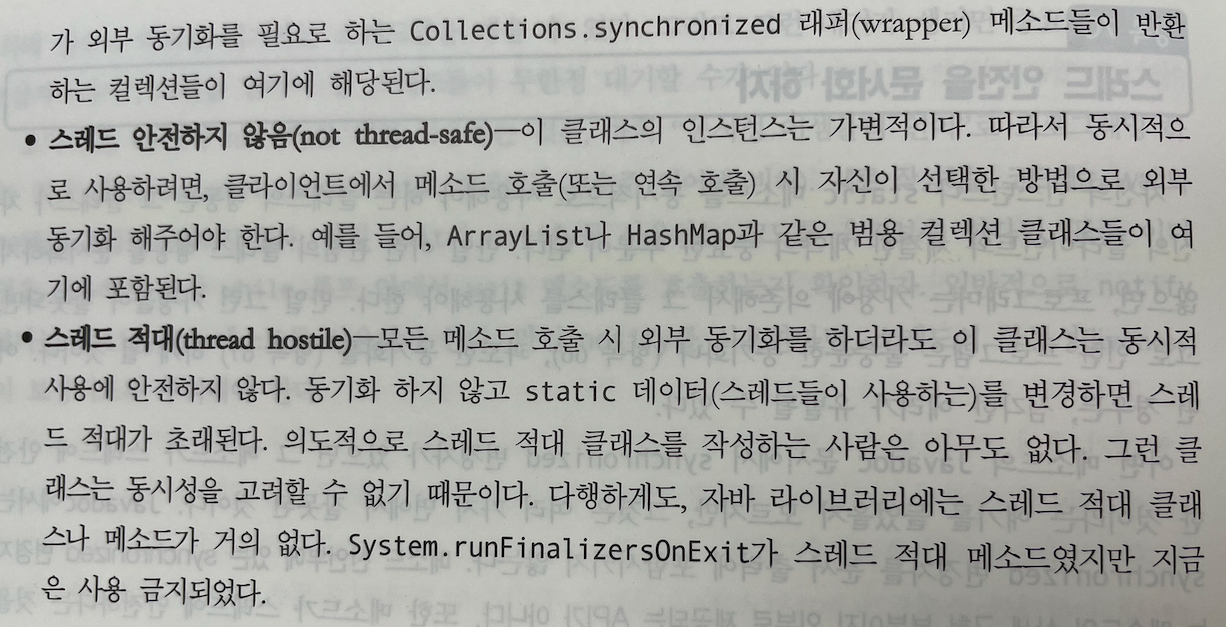 가 외부 동기화를 필요로 하는 Collections.synchronized 래퍼(wrapper) 메소드들이 반환
하는 컬렉션들이 여기에 해당된다.
• 스레드 안전하지 않음(not thread-safe)—이 클래스의 인스턴스는 가변적이다. 따라서 동시적으
로 사용하려면, 클라이언트에서 메소드 호출(또는 연속 호출) 시 자신이 선택한 방법으로 외부
동기화 해주어야 한다. 예를 들어, ArrayList나 HashMap과 같은 범용 컬렉션 클래스들이 여
기에 포함된다.
• 스레드 적대(thread hostile)—모든 메소드 호출 시 외부 동기화를 하더라도 이 클래스는 동시적
사용에 안전하지 않다. 동기화 하지 않고 static 데이터(스레드들이 사용하는)를 변경하면 스레
드 적대가 초래된다. 의도적으로 스레드 적대 클래스를 작성하는 사람은 아무도 없다. 그런 클
래스는 동시성을 고려할 수 없기 때문이다. 다행하게도, 자바 라이브러리에는 스레드 적대 클래
스나 메소드가 거의 없다. System.runFinalizersOnExit가 스레드 적대 메소드였지만 지금
은 사용 금지되었다.